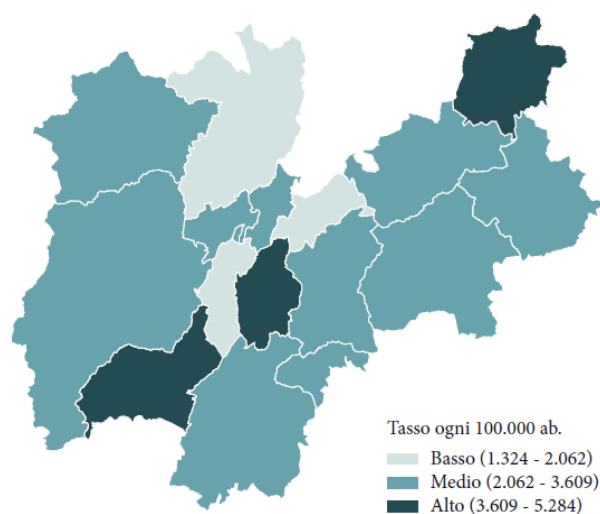 Tasso ogni 100.000 ab.
Basso (1.324 - 2.062)
Medio (2.062 - 3.609)
Alto (3.609 - 5.284)